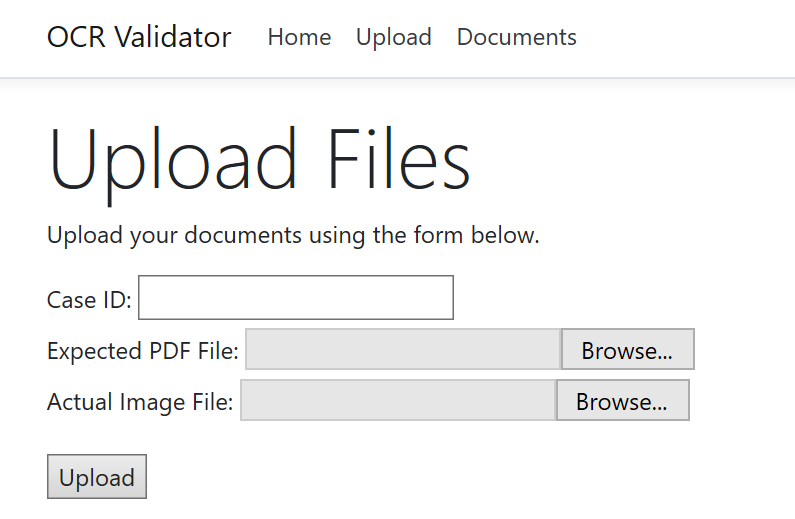 OCR Validator Home Upload Documents
Upload Files
Upload your documents using the form below.
Case ID:
Expected PDF File: Browse...
Actual Image File: Browse...
Upload